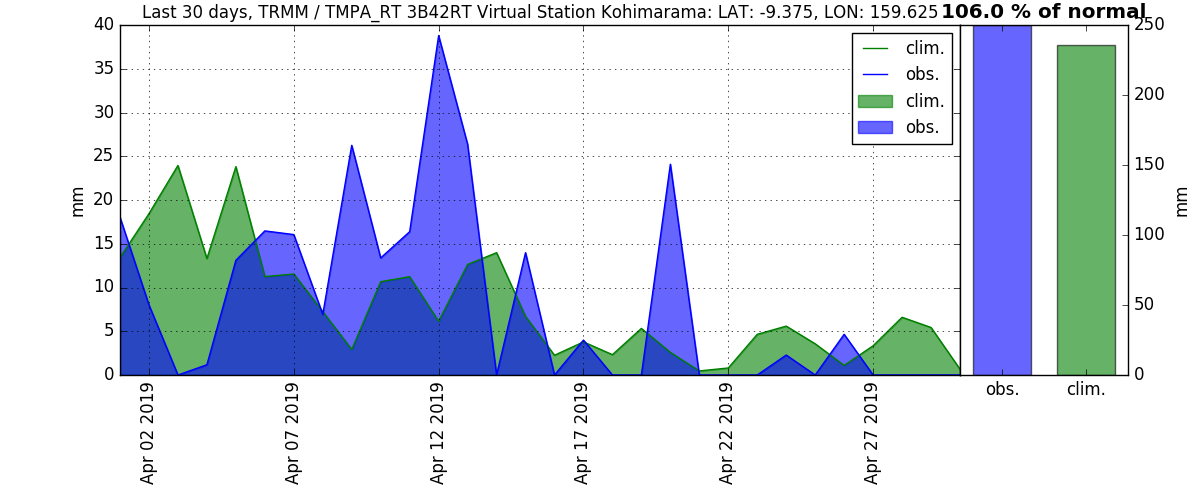 Last 30 days, TRMM / TMPA_RT 3B42RT Virtual Station Kohimarama: LAT: -9.375, LON: 159.625
106.0 % of normal
40
35
30
25
20
15
10
5
0
mm
clim.
obs.
clim.
obs.
250
200
150
100
50
0
mm
obs.
clim.
Apr 02 2019
Apr 07 2019
Apr 12 2019
Apr 17 2019
Apr 22 2019
Apr 27 2019